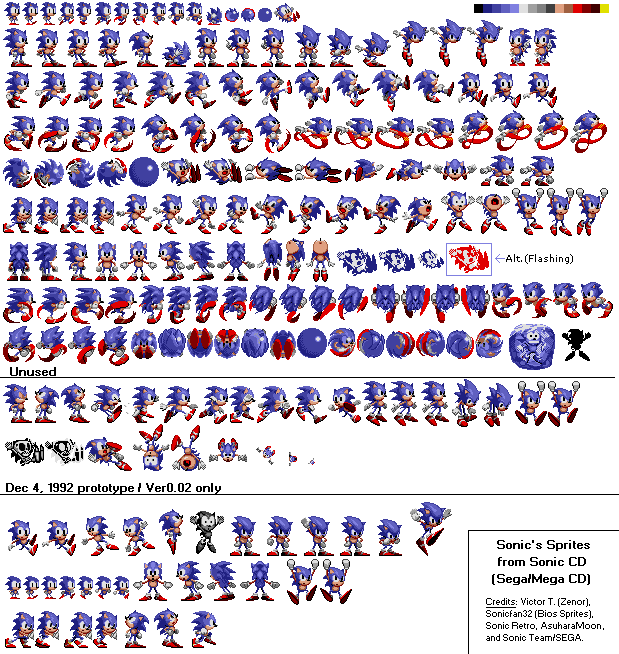 ←Alt.(Flashing)
Unused
Dec 4, 1992 prototype / Ver0.02 only
Sonic's Sprites
from Sonic CD
(Sega/Mega CD)
Credits: Victor T. (Zenor),
Sonicfan32 (Bios Sprites),
Sonic Retro, AsuharaMoon,
and Sonic Team/SEGA.